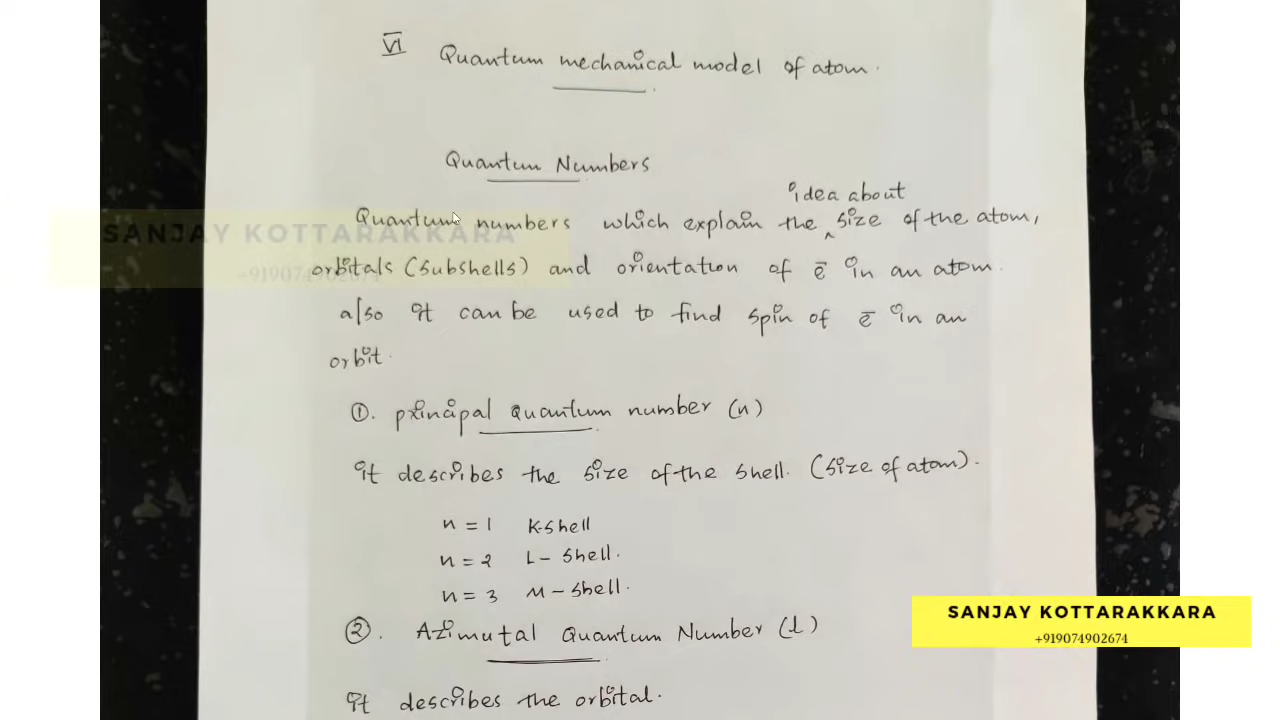 VI Quantum mechanical model of atom.
Quantum Numbers
idea about
Quantum numbers which explain the ^ size of the atom,
orbitals (subshells) and orientation of ē in an atom.
also it can be used to find spin of ē in an
orbit.
①. principal Quantum number (n)
it describes the size of the shell. (size of atom).
n = 1 K-shell
n = 2 L - shell.
n = 3 M - shell.
②. Azimutal Quantum Number (l)
it describes the orbital.
SANJAY KOTTARAKKARA
+919074902674
SANJAY KOTTARAKKARA
+919074902674